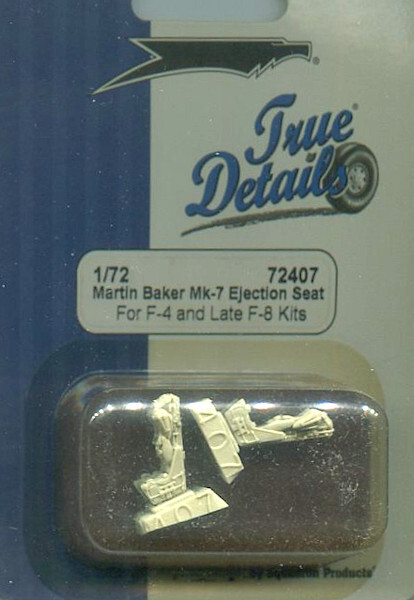 True
Details
1/72 72407
Martin Baker Mk-7 Ejection Seat
For F-4 and Late F-8 Kits
407
407
by Squadron Products